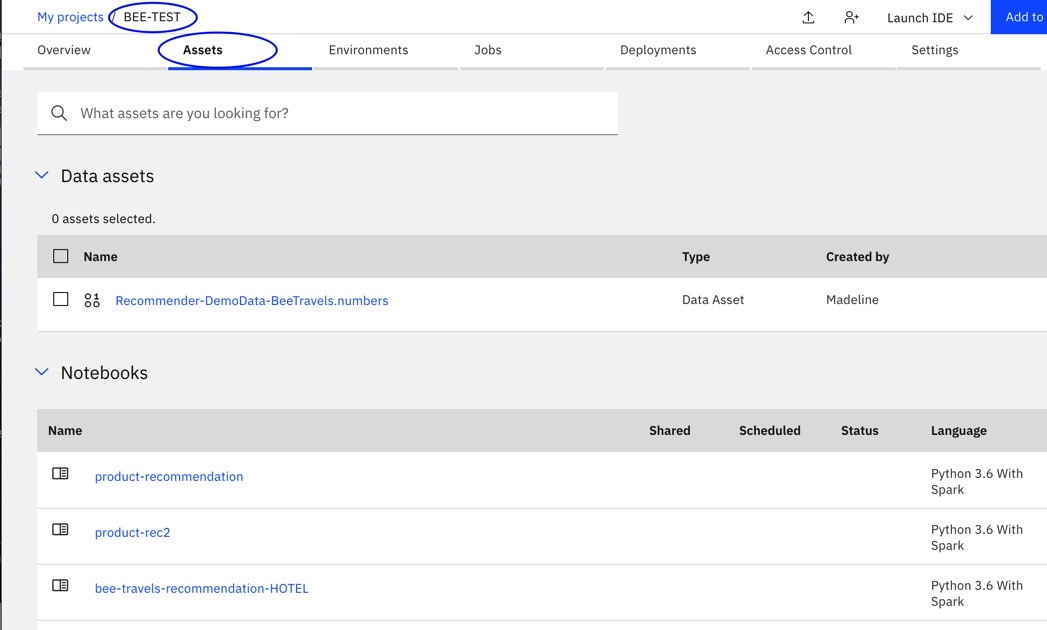 My projects / BEE-TEST
Launch IDE
Add to
Overview
Assets
Environments
Jobs
Deployments
Access Control
Settings
What assets are you looking for?
Data assets
0 assets selected.
Name Type Created by
Recommender-DemoData-BeeTravels.numbers Data Asset Madeline
Notebooks
Name Shared Scheduled Status Language
product-recommendation Python 3.6 With
Spark
product-rec2 Python 3.6 With
Spark
bee-travels-recommendation-HOTEL Python 3.6 With
Spark